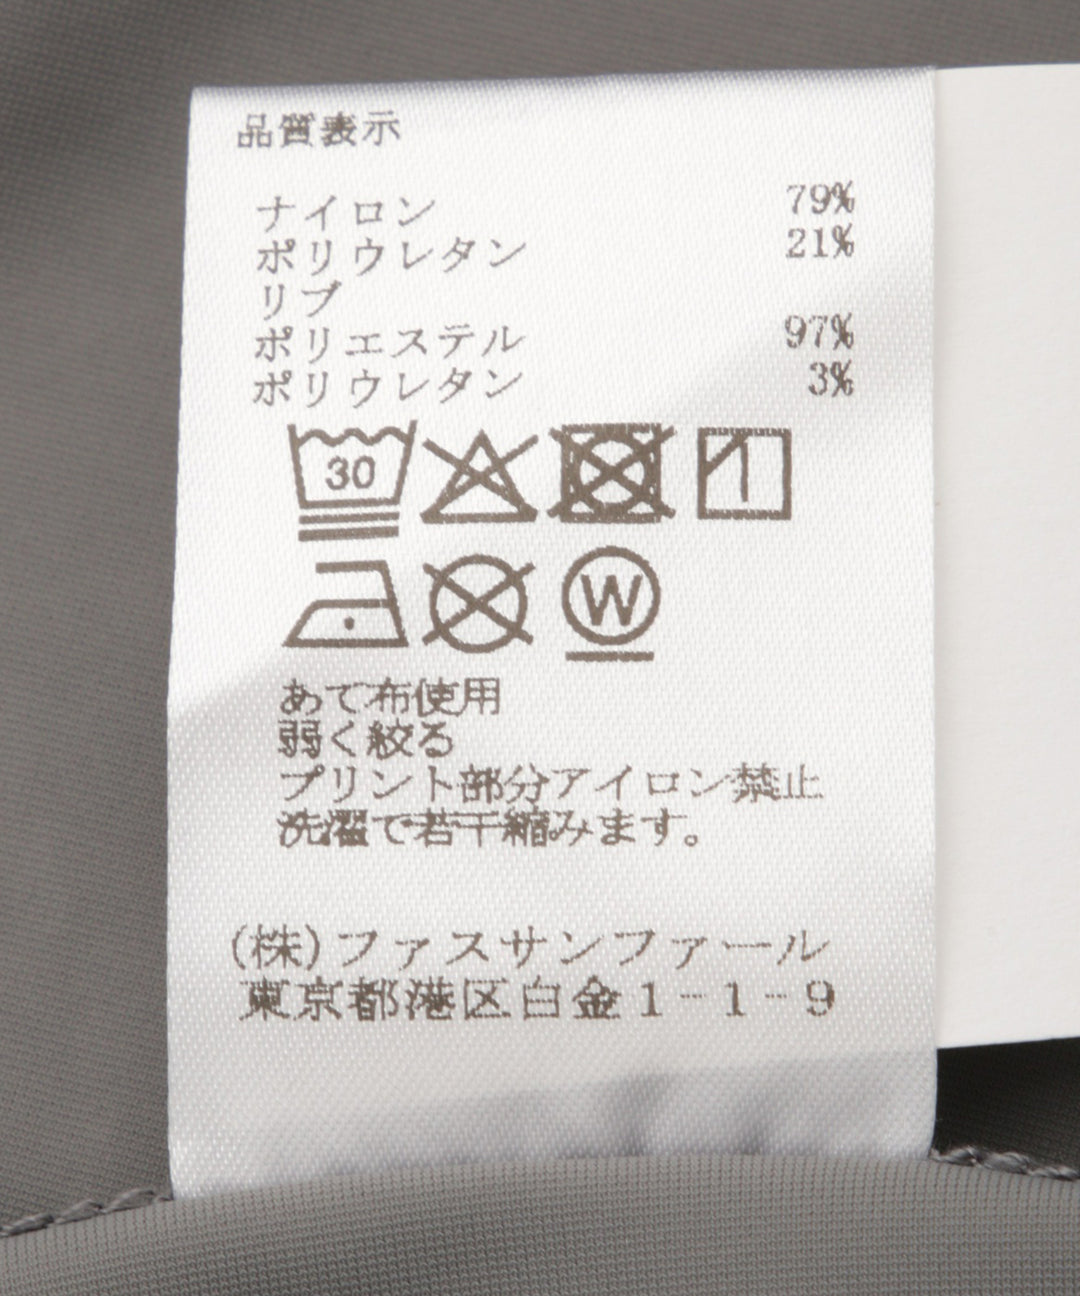 品質表示
ナイロン 79%
ポリウレタン 21%
リブ
ポリエステル 97%
ポリウレタン 3%
30
W
あて布使用
弱く絞る
プリント部分アイロン禁止
洗濯で若干縮みます。
(株)ファスサンファール
東京都港区白金1-1-9